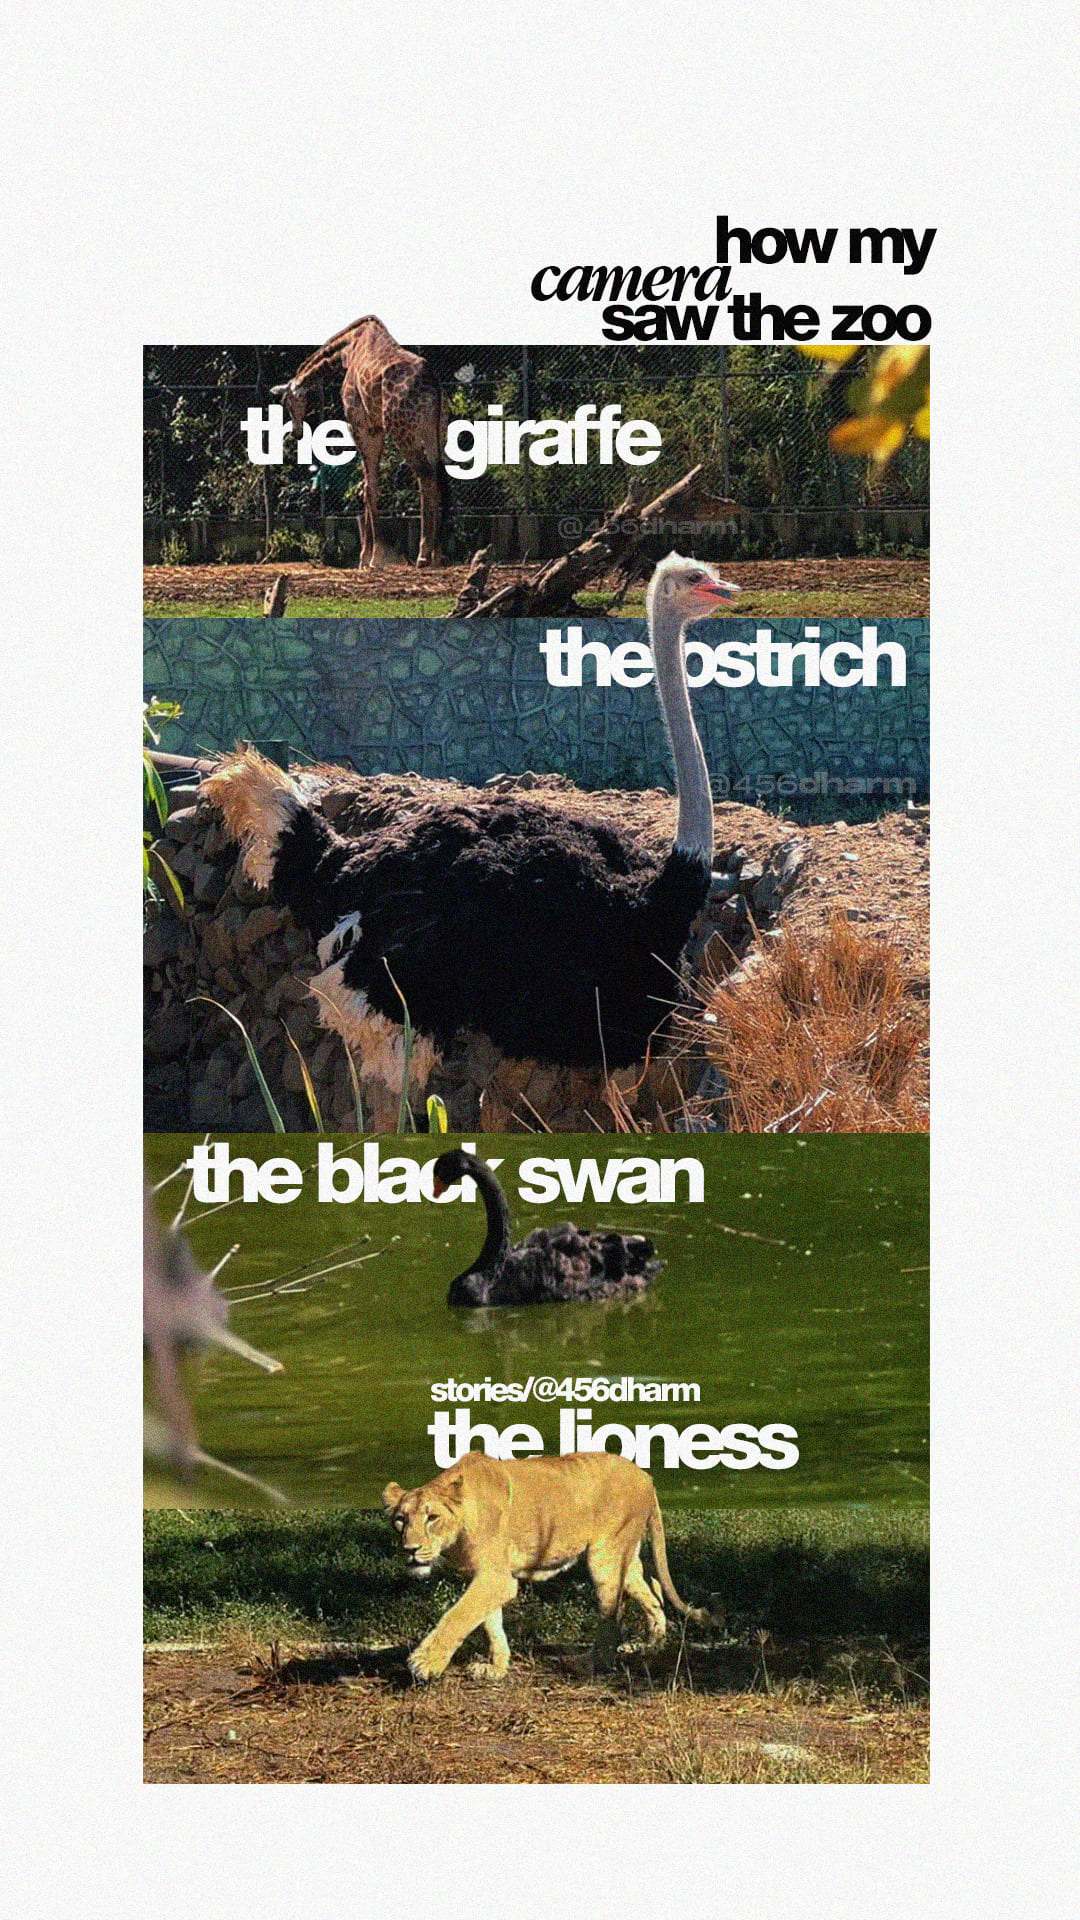 how my
camera
saw the zoo
the giraffe
@456dharm
the ostrich
@456dharm
the black swan
stories/@456dharm
the lioness